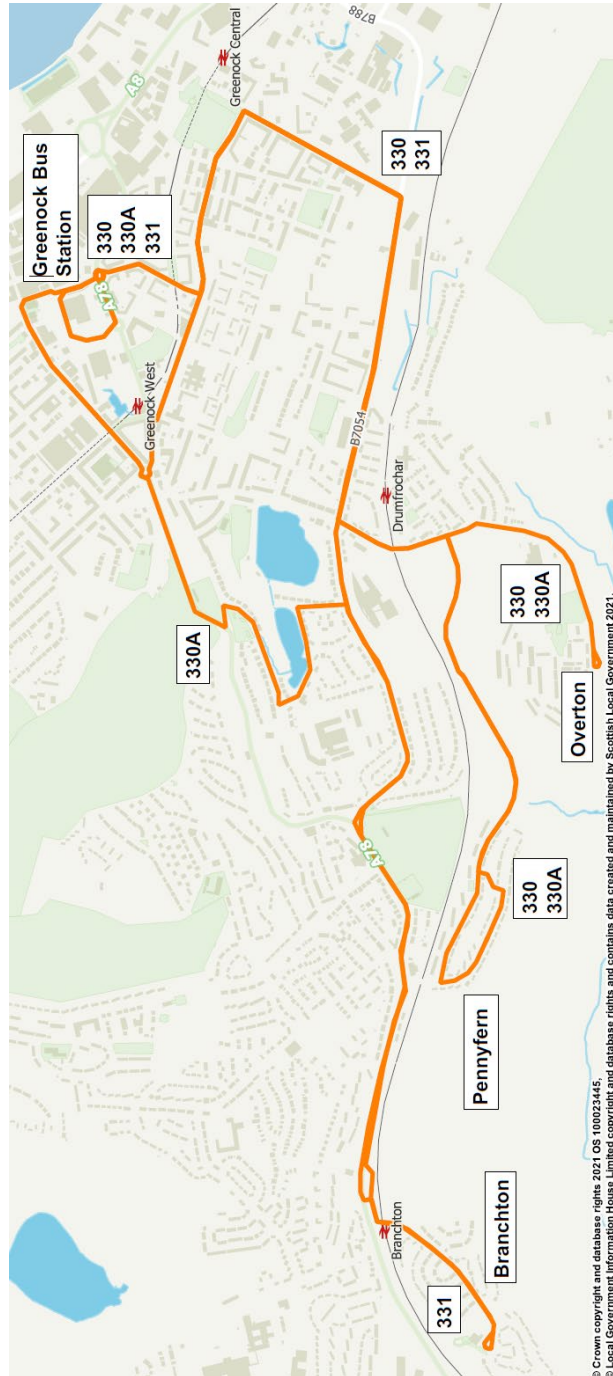 Greenock Bus
Station
330
330A
331
A78
A8
Greenock Central
B788
Greenock West
330
331
B7054
Drumfrochar
330A
330
330A
Overton
A78
330
330A
Pennyfern
Branchton
331
Branchton
© Crown copyright and database rights 2021 OS 100023445,
© Local Government Information House Limited copyright and database rights and contains data created and maintained by Scottish Local Government 2021.